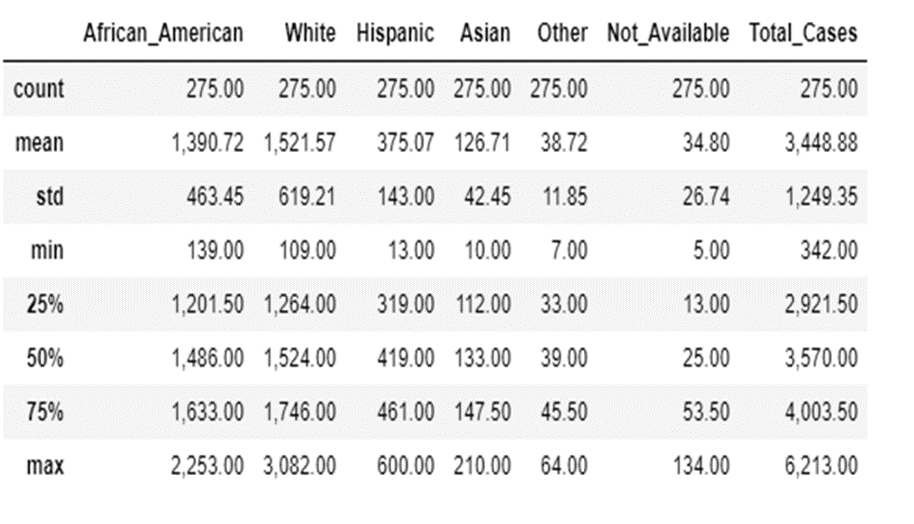 African_American White Hispanic Asian Other Not_Available Total_Cases
count 275.00 275.00 275.00 275.00 275.00 275.00 275.00
mean 1,390.72 1,521.57 375.07 126.71 38.72 34.80 3,448.88
std 463.45 619.21 143.00 42.45 11.85 26.74 1,249.35
min 139.00 109.00 13.00 10.00 7.00 5.00 342.00
25% 1,201.50 1,264.00 319.00 112.00 33.00 13.00 2,921.50
50% 1,486.00 1,524.00 419.00 133.00 39.00 25.00 3,570.00
75% 1,633.00 1,746.00 461.00 147.50 45.50 53.50 4,003.50
max 2,253.00 3,082.00 600.00 210.00 64.00 134.00 6,213.00